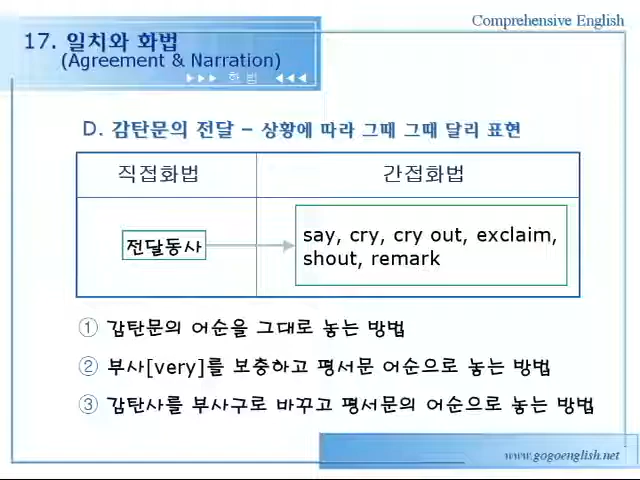 Comprehensive English
17. 일치와 화법
(Agreement & Narration)
▶▶▶ 화 법 ◀◀◀
D. 감탄문의 전달 – 상황에 따라 그때 그때 달리 표현
직접화법 간접화법
전달동사
say, cry, cry out, exclaim,
shout, remark
① 감탄문의 어순을 그대로 놓는 방법
② 부사[very]를 보충하고 평서문 어순으로 놓는 방법
③ 감탄사를 부사구로 바꾸고 평서문의 어순으로 놓는 방법
www.gogoenglish.net